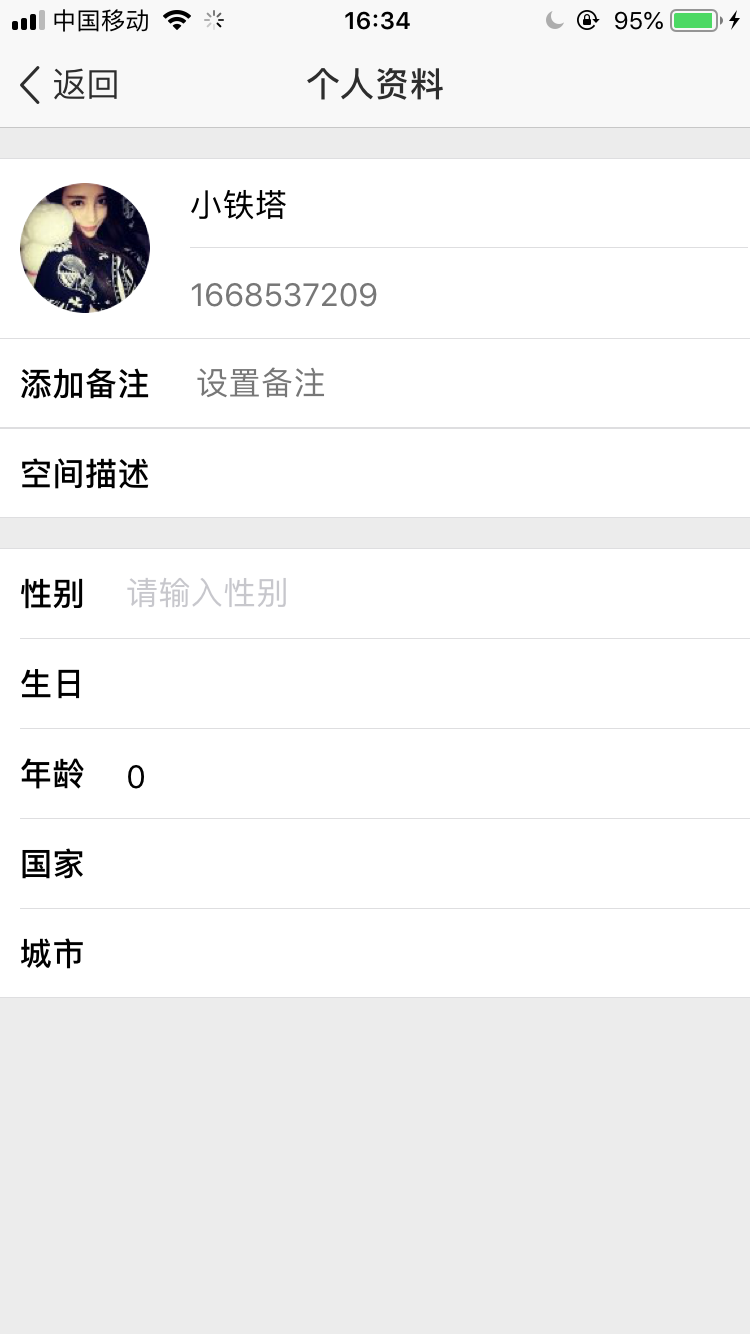 中国移动 16:34 95%
返回 个人资料
小铁塔
1668537209
添加备注 设置备注
空间描述
性别 请输入性别
生日
年龄 0
国家
城市